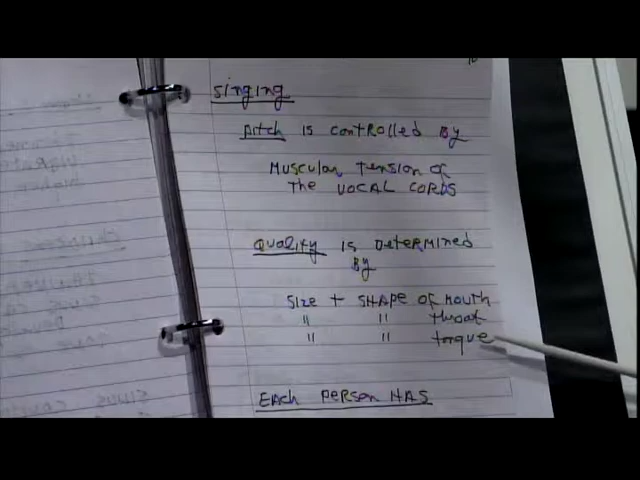 Singing
Pitch is controlled By
Muscular Tension of
The VOCAL CORDS
Quality is Determined
By
Size + SHAPE of Mouth
" " Throat
" " torque
EACH PERSON HAS